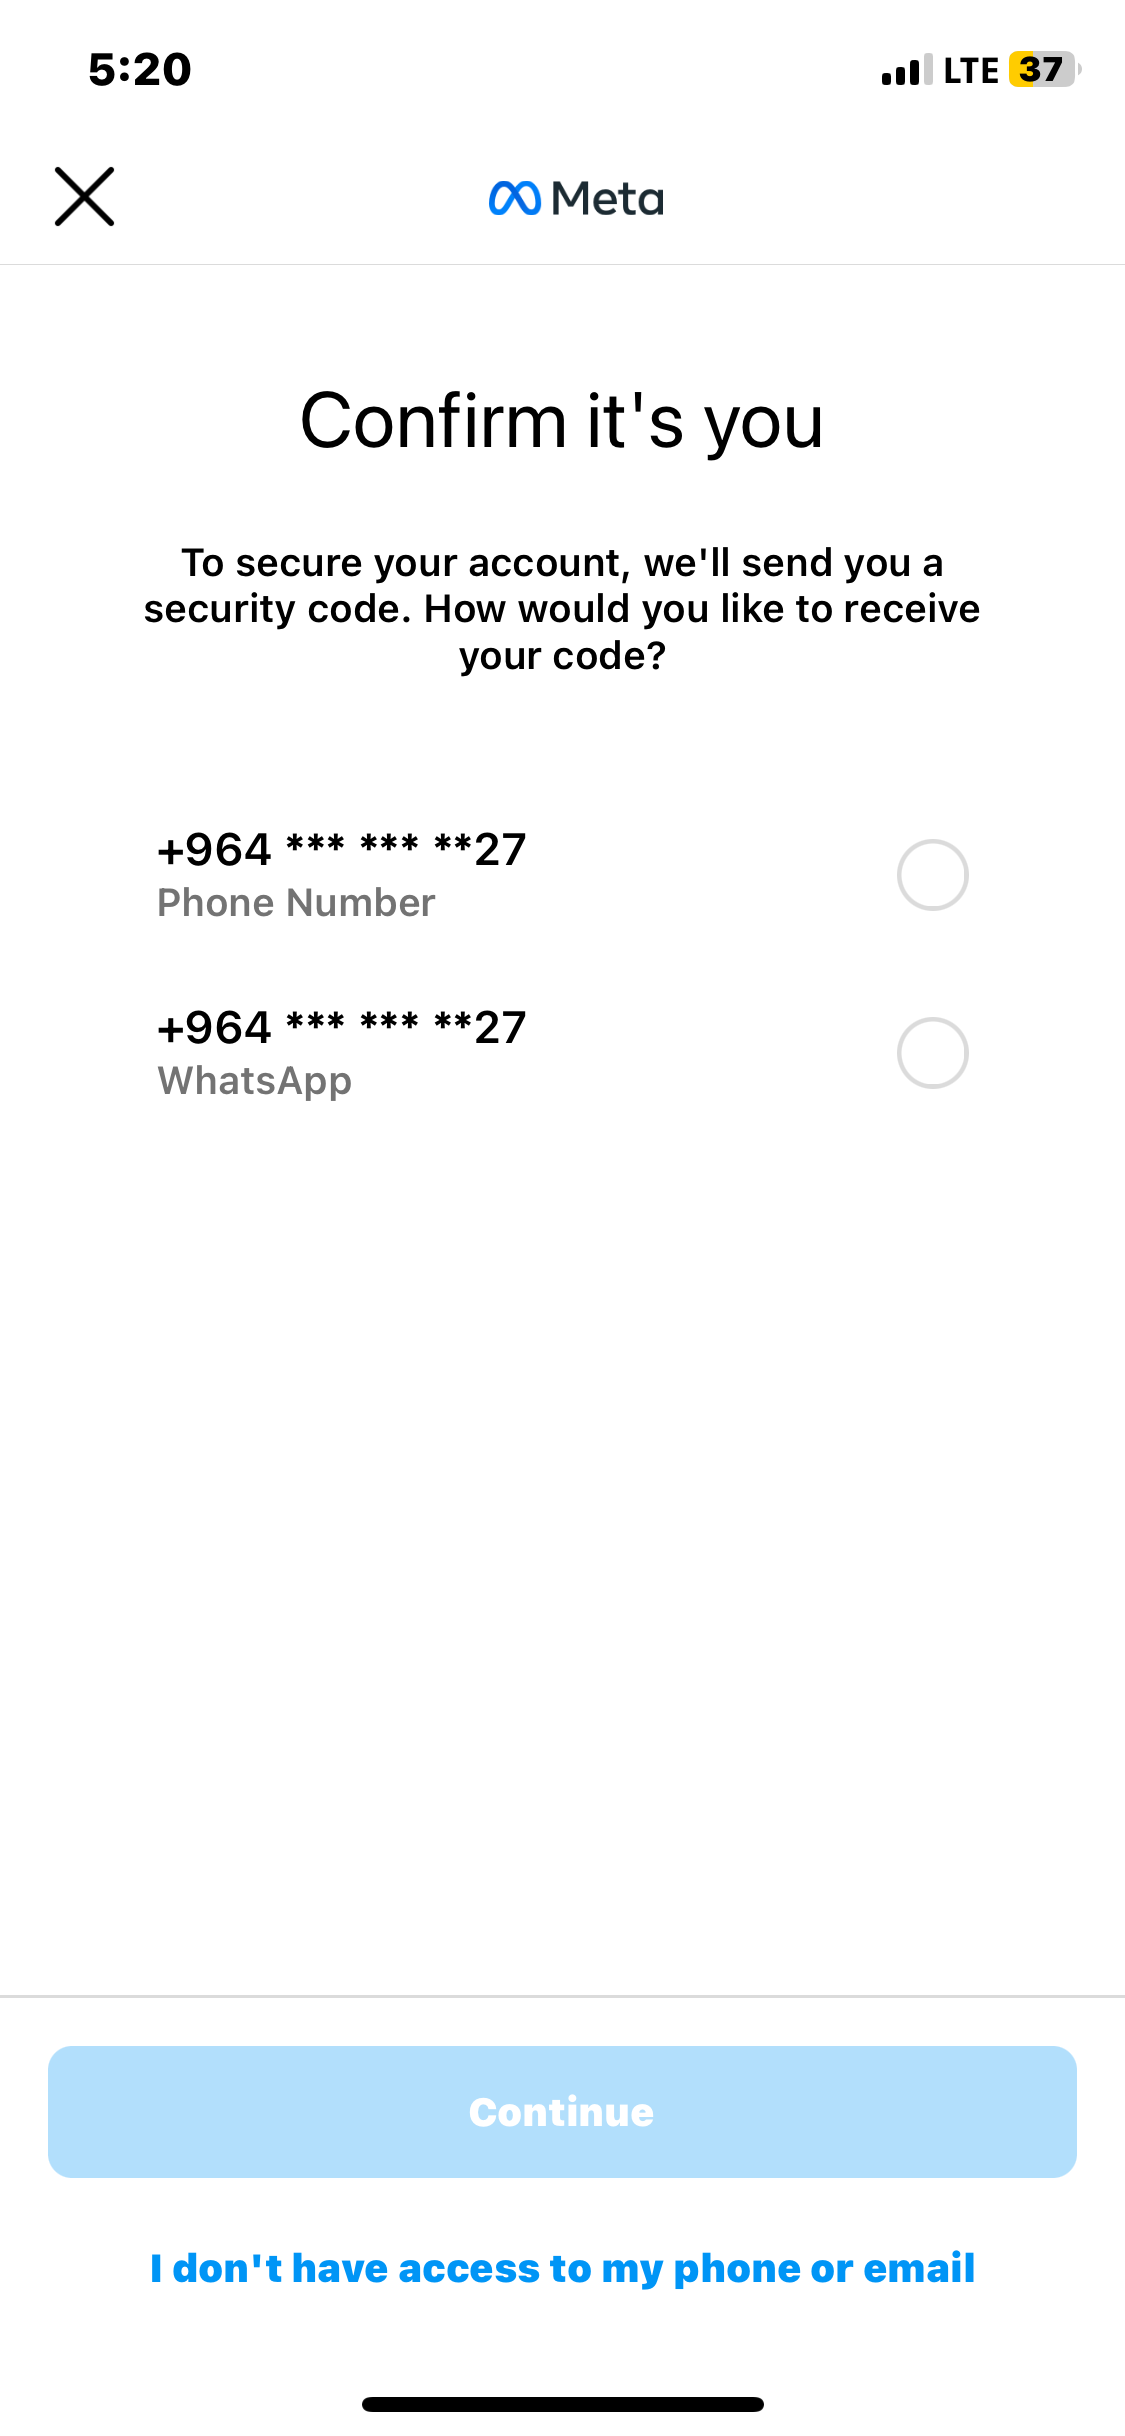 5:20
LTE 37
Meta
Confirm it's you
To secure your account, we'll send you a
security code. How would you like to receive
your code?
+964 *** *** **27
Phone Number
+964 *** *** **27
WhatsApp
Continue
I don't have access to my phone or email